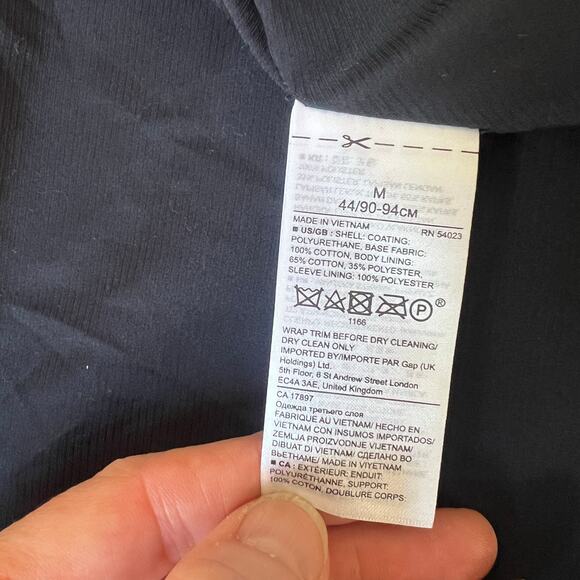 M
44/90-94CM
MADE IN VIETNAM RN 54023
■ US/GB : SHELL: COATING:
POLYURETHANE, BASE FABRIC:
100% COTTON, BODY LINING:
65% COTTON, 35% POLYESTER,
SLEEVE LINING: 100% POLYESTER
P®
1166
WRAP TRIM BEFORE DRY CLEANING/
DRY CLEAN ONLY
IMPORTED BY/IMPORTE PAR Gap (UK
Holdings) Ltd.
5th Floor, 6 St Andrew Street London
EC4A 3AE, United Kingdom
CA 17897
Одежда третьего слоя
FABRIQUE AU VIETNAM/ HECHO EN
VIETNAM CON INSUMOS IMPORTADOS/
ZEMLJA PROIZVODNJE VIJETNAM/
DIBUAT DI VIETNAM/ СДЕЛАНО ВО
ВЬЕТНАМЕ/ MADE IN VIYETNAM
■ CA : EXTÉRIEUR: ENDUIT:
POLYURÉTHANE, SUPPORT:
100% COTON, DOUBLURE CORPS: